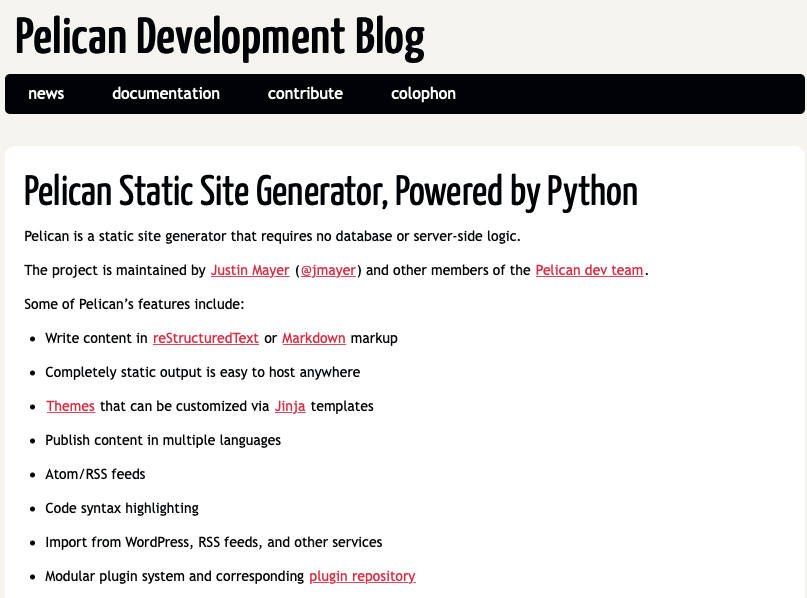 Pelican Development Blog
news documentation contribute colophon
Pelican Static Site Generator, Powered by Python
Pelican is a static site generator that requires no database or server-side logic.
The project is maintained by Justin Mayer (@jmayer) and other members of the Pelican dev team.
Some of Pelican’s features include:
• Write content in reStructuredText or Markdown markup
• Completely static output is easy to host anywhere
• Themes that can be customized via Jinja templates
• Publish content in multiple languages
• Atom/RSS feeds
• Code syntax highlighting
• Import from WordPress, RSS feeds, and other services
• Modular plugin system and corresponding plugin repository